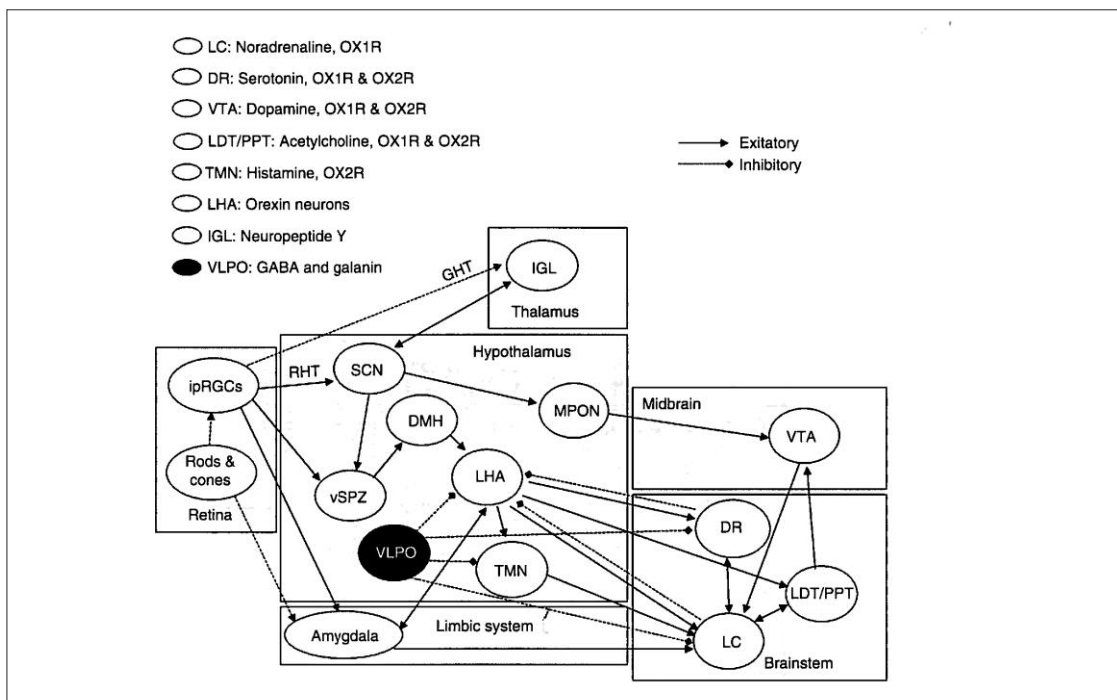 LC: Noradrenaline, OX1R
DR: Serotonin, OX1R & OX2R
VTA: Dopamine, OX1R & OX2R
LDT/PPT: Acetylcholine, OX1R & OX2R
TMN: Histamine, OX2R
LHA: Orexin neurons
IGL: Neuropeptide Y
VLPO: GABA and galanin
Exitatory
Inhibitory
GHT
IGL
Thalamus
Hypothalamus
RHT
SCN
ipRGCs
MPON
Midbrain
DMH
VTA
Rods &
cones
LHA
vSPZ
Retina
DR
VLPO
TMN
LDT/PPT
Amygdala
Limbic system
LC
Brainstem